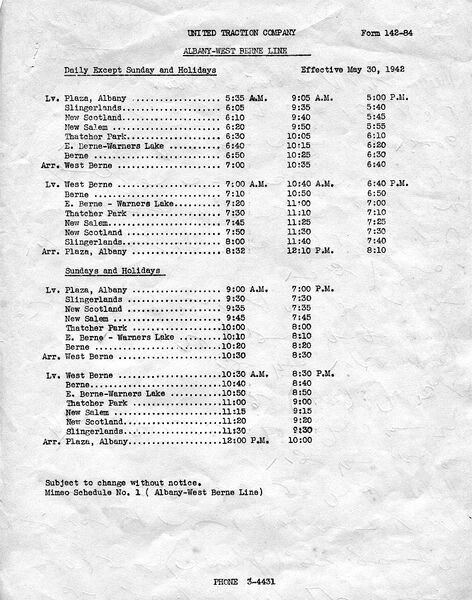 UNITED TRACTION COMPANY Form 142-84
ALBANY-WEST BERNE LINE
Daily Except Sunday and Holidays Effective May 30, 1942
Lv. Plaza, Albany ................... 5:35 A.M. 9:05 A.M. 5:00 P.M.
Slingerlands..................... 6:05 9:35 5:40
New Scotland .................... 6:10 9:40 5:45
New Salem ....................... 6:20 9:50 5:55
Thatcher Park.................... 6:30 10:05 6:10
E. Berne-Warners Lake ........... 6:40 10:15 6:20
Berne ........................... 6:50 10:25 6:30
Arr. West Berne ..................... 7:00 10:35 6:40
Lv. West Berne ...................... 7:00 A.M. 10:40 A.M. 6:40 P.M.
Berne ........................... 7:10 10:50 6:50
E. Berne - Warners Lake.......... 7:20 11:00 7:00
Thatcher Park ................... 7:30 11:10 7:10
New Salem........................ 7:45 11:25 7:25
New Scotland .................... 7:50 11:30 7:30
Slingerlands..................... 8:00 11:40 7:40
Arr. Plaza, Albany .................. 8:32 12:10 P.M. 8:10
Sundays and Holidays
Lv. Plaza, Albany ................... 9:00 A.M. 7:00 P.M.
Slingerlands .................... 9:30 7:30
New Scotland .................... 9:35 7:35
New Salem ....................... 9:45 7:45
Thatcher Park ...................10:00 8:00
E. Berne - Warners Lake .........10:10 8:10
Berne ...........................10:20 8:20
Arr. West Berne .....................10:30 8:30
Lv. West Berne ......................10:30 A.M. 8:30 P.M.
Berne............................10:40 8:40
E. Berne-Warners Lake ...........10:50 8:50
Thatcher Park ...................11:00 9:00
New Salem .......................11:15 9:15
New Scotland.....................11:20 9:20
Slingerlands.....................11:30 9:30
Arr. Plaza, Albany...................12:00 P.M. 10:00
Subject to change without notice.
Mimeo Schedule No. 1 ( Albany-West Berne Line)
PHONE 3-4431